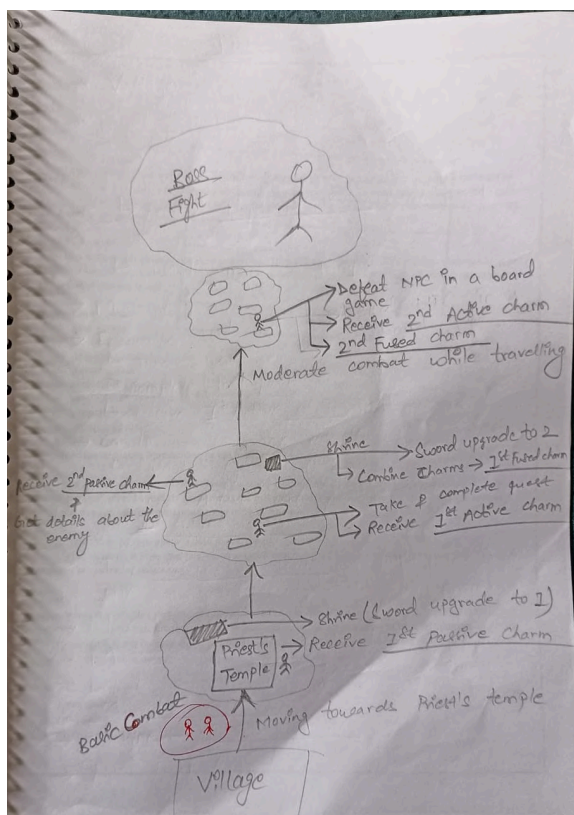 Boss
Fight
Defeat NPC in a board
game
Receive 2nd Active charm
2nd Fused charm
Moderate combat while travelling
Shrine
Sword upgrade to 2
Combine Charms → 1st Fused charm
Receive 2nd passive charm
Get details about the
enemy
Take & complete quest
Receive 1st Active charm
Shrine (Sword upgrade to 1)
Priest's
Temple
Receive 1st Passive Charm
Basic Combat
Moving towards Priest's temple
Village